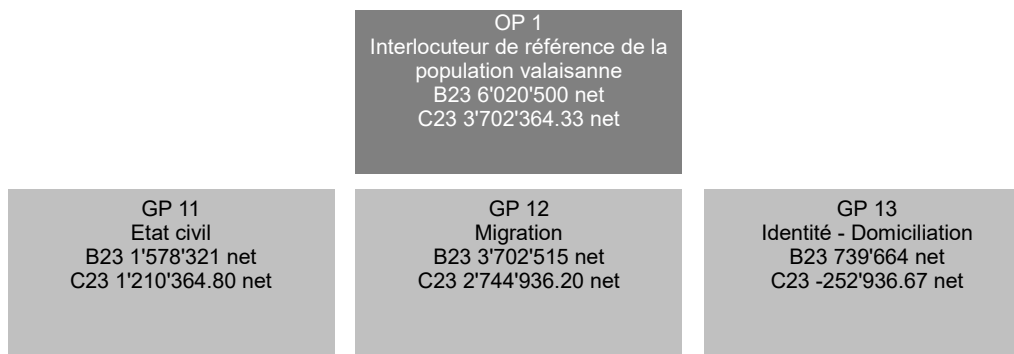 OP 1
Interlocuteur de référence de la
population valaisanne
B23 6'020'500 net
C23 3'702'364.33 net
GP 11
Etat civil
B23 1'578'321 net
C23 1'210'364.80 net
GP 12
Migration
B23 3'702'515 net
C23 2'744'936.20 net
GP 13
Identité - Domiciliation
B23 739'664 net
C23 -252'936.67 net